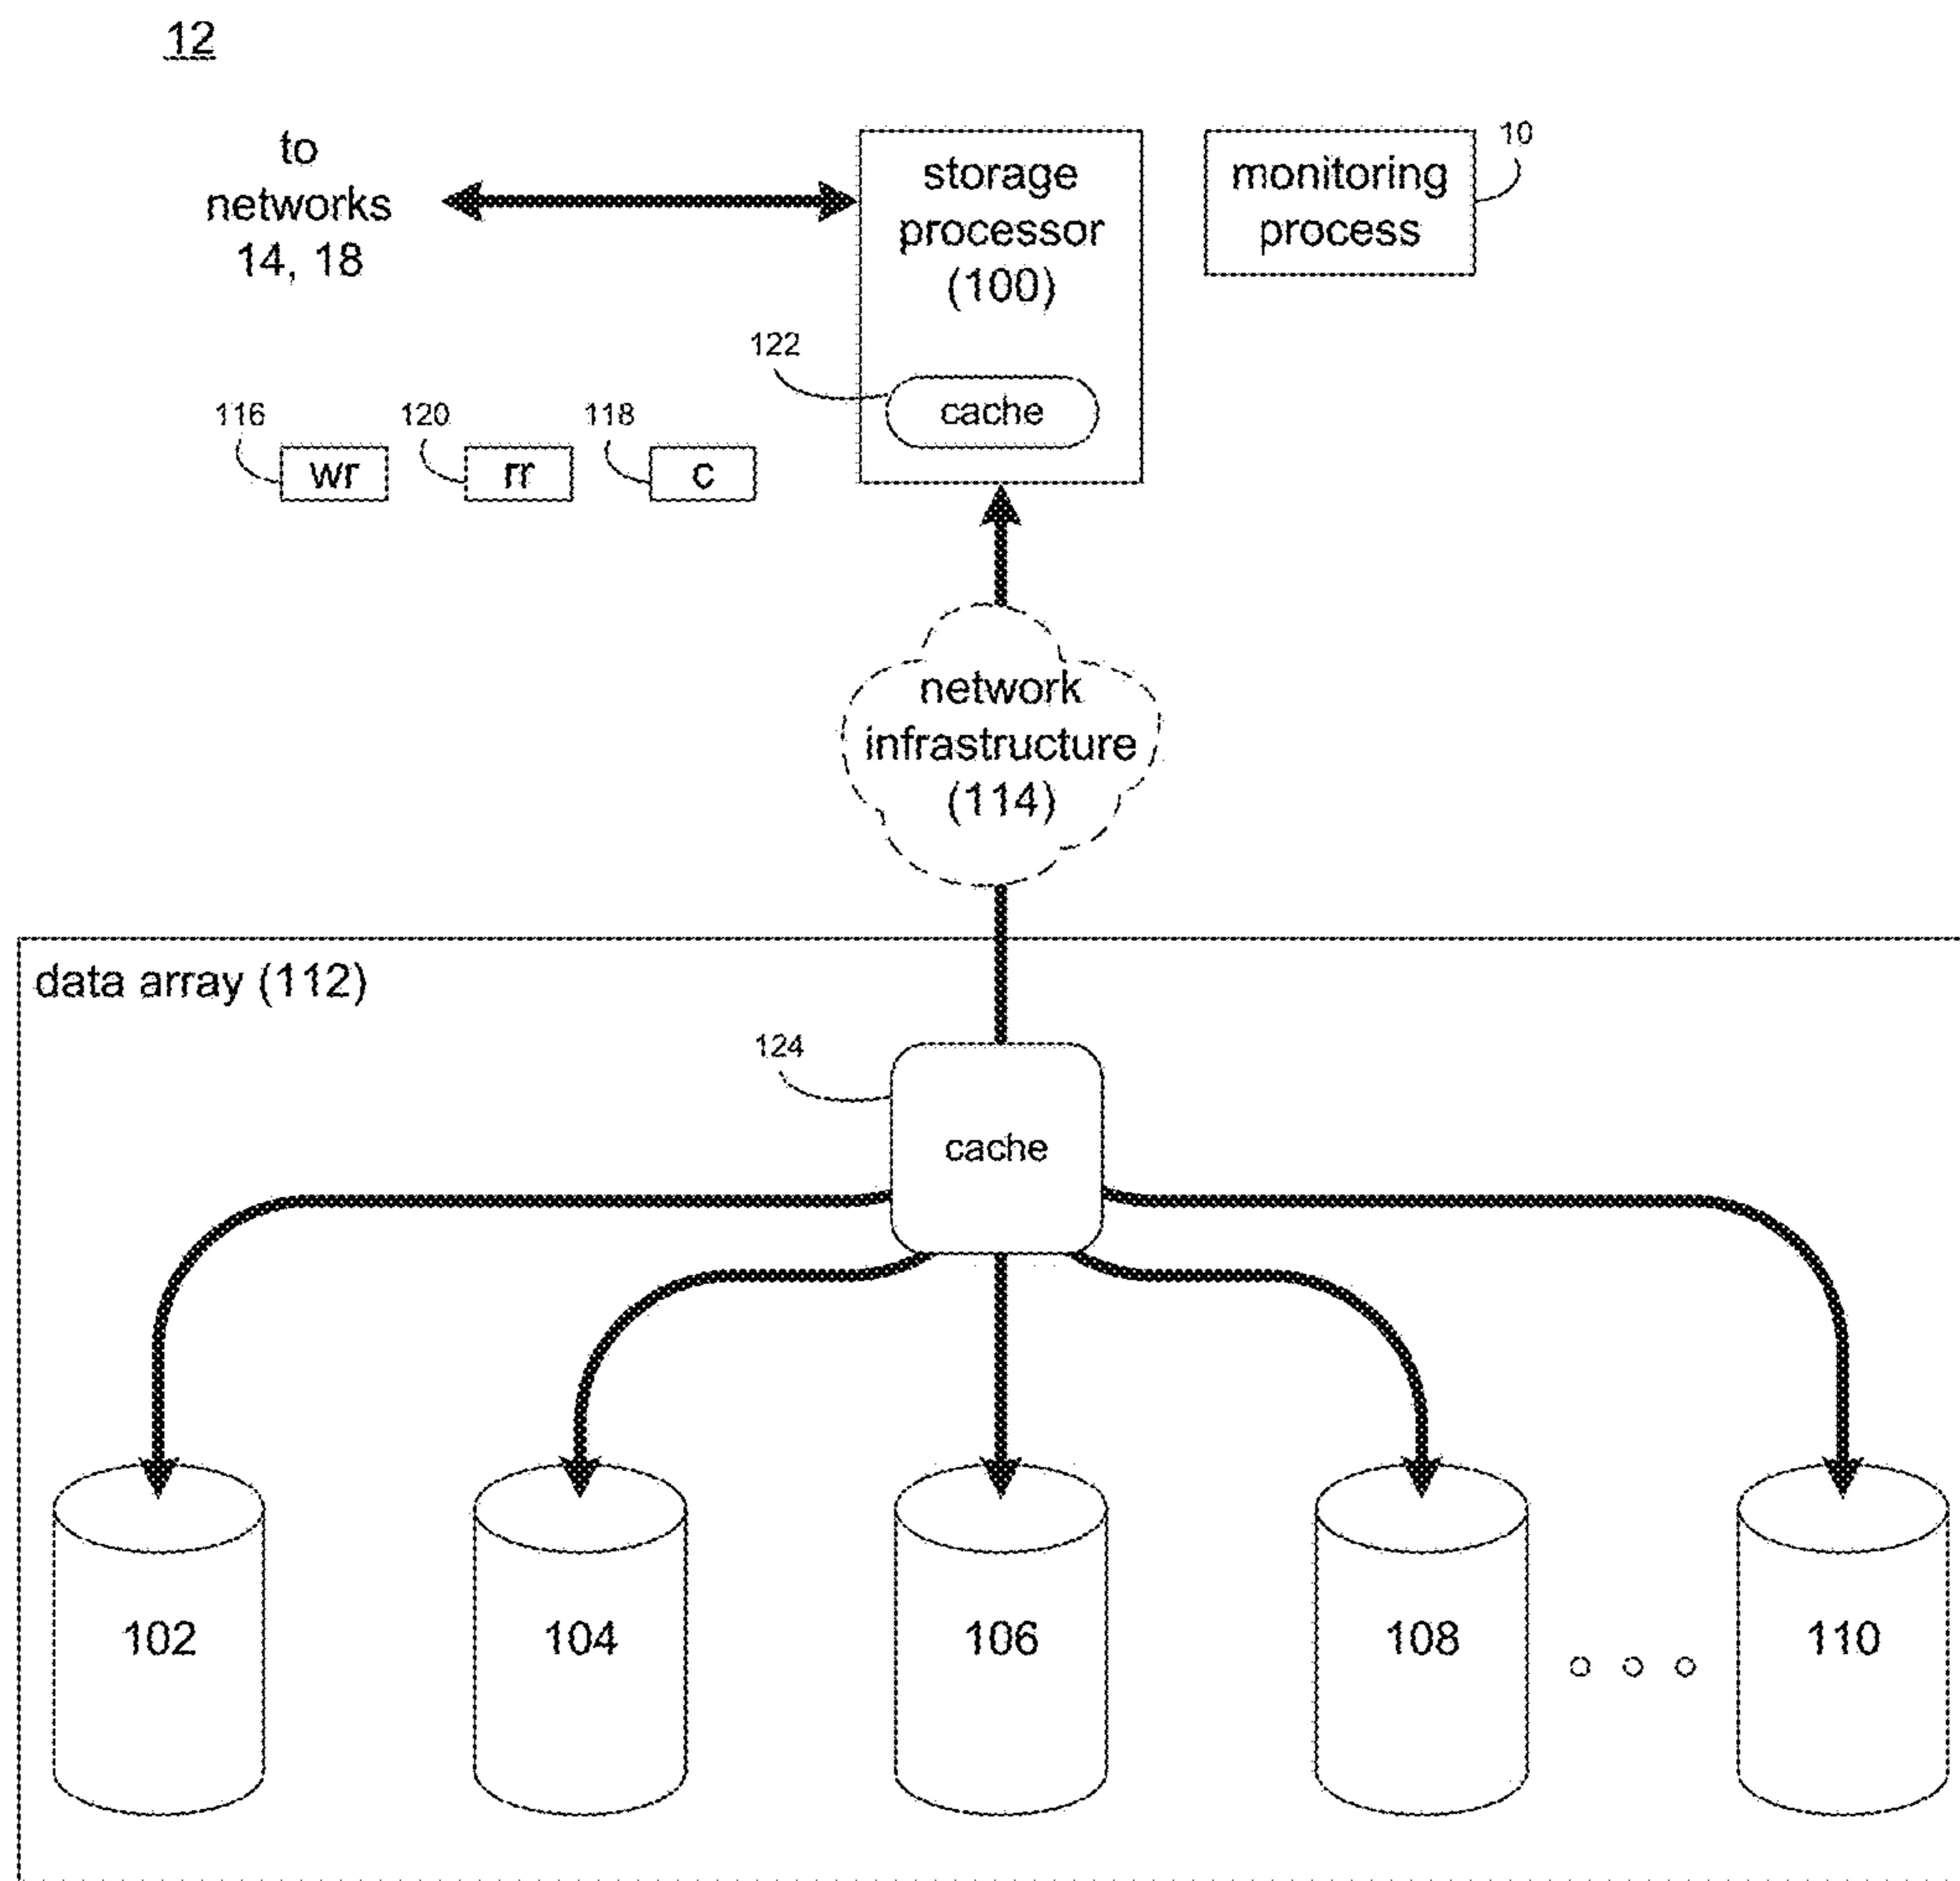 12
to
networks
14, 18
storage
processor
(100)
monitoring
process
10
122
cache
116
wr
120
rr
118
c
network
infrastructure
(114)
data array (112)
124
cache
102
104
106
108
110